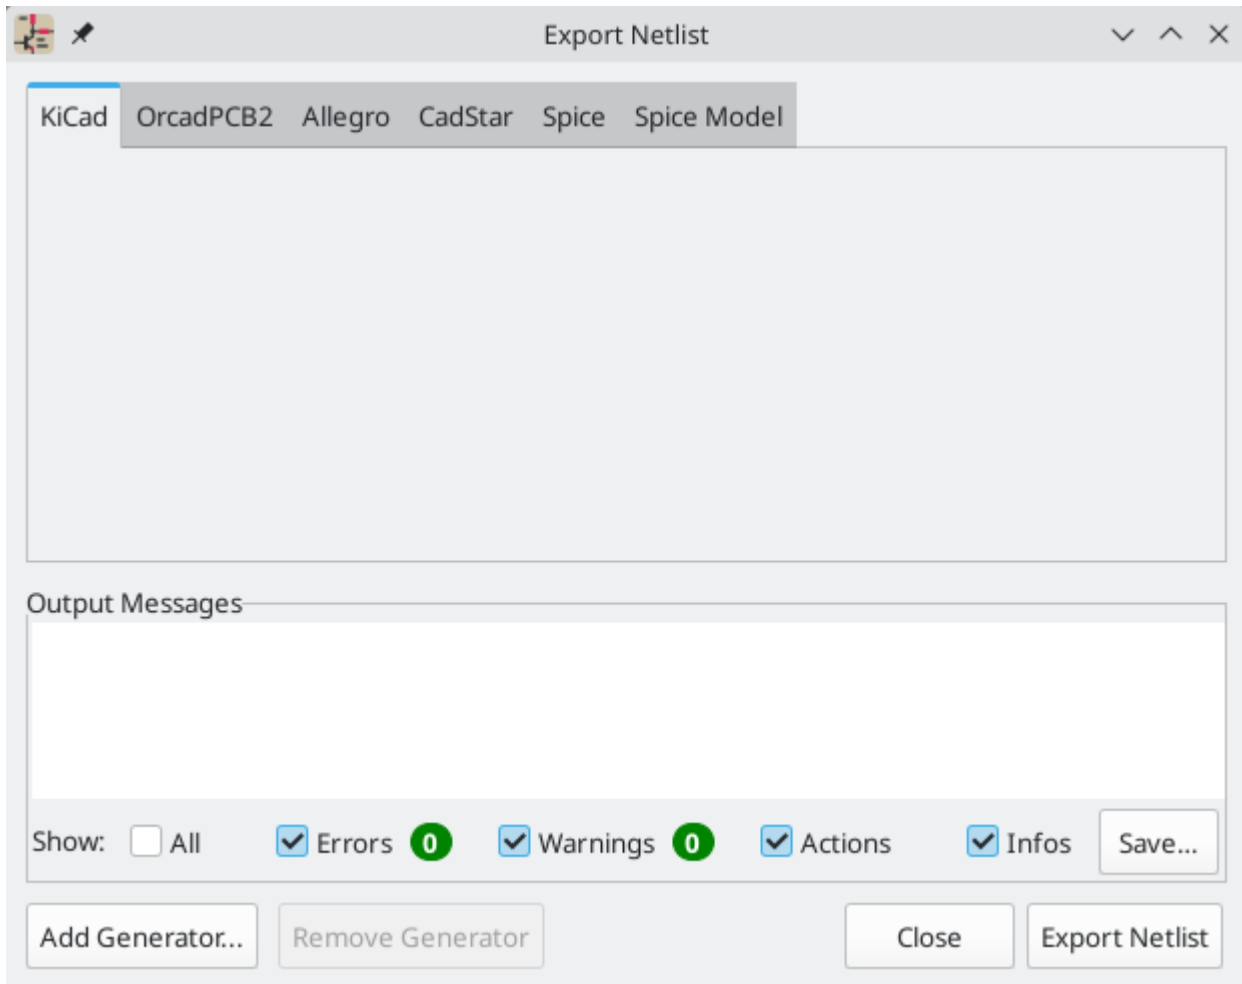 Export Netlist
KiCad OrcadPCB2 Allegro CadStar Spice Spice Model
Output Messages
Show: All Errors 0 Warnings 0 Actions Infos Save...
Add Generator... Remove Generator Close Export Netlist